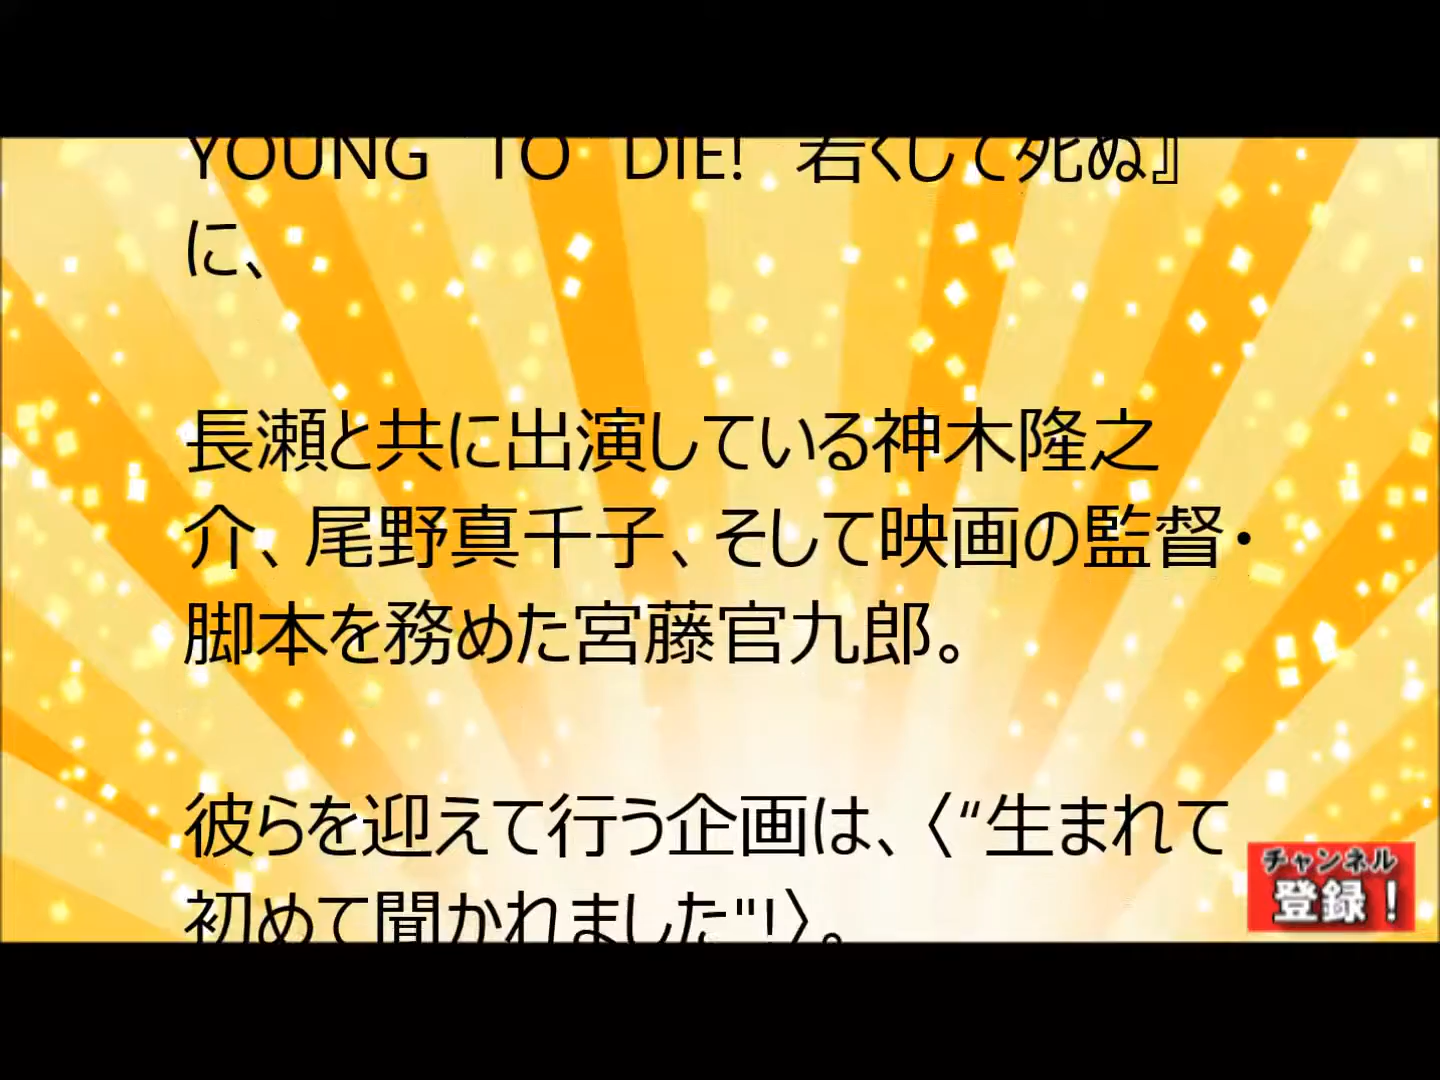 YOUNG TO DIE! 若くして死ぬ』
に、
長瀬と共に出演している神木隆之
介、尾野真千子、そして映画の監督・
脚本を務めた宮藤官九郎。
彼らを迎えて行う企画は、〈“生まれて
初めて聞かれました"!〉。
チャンネル
登録！